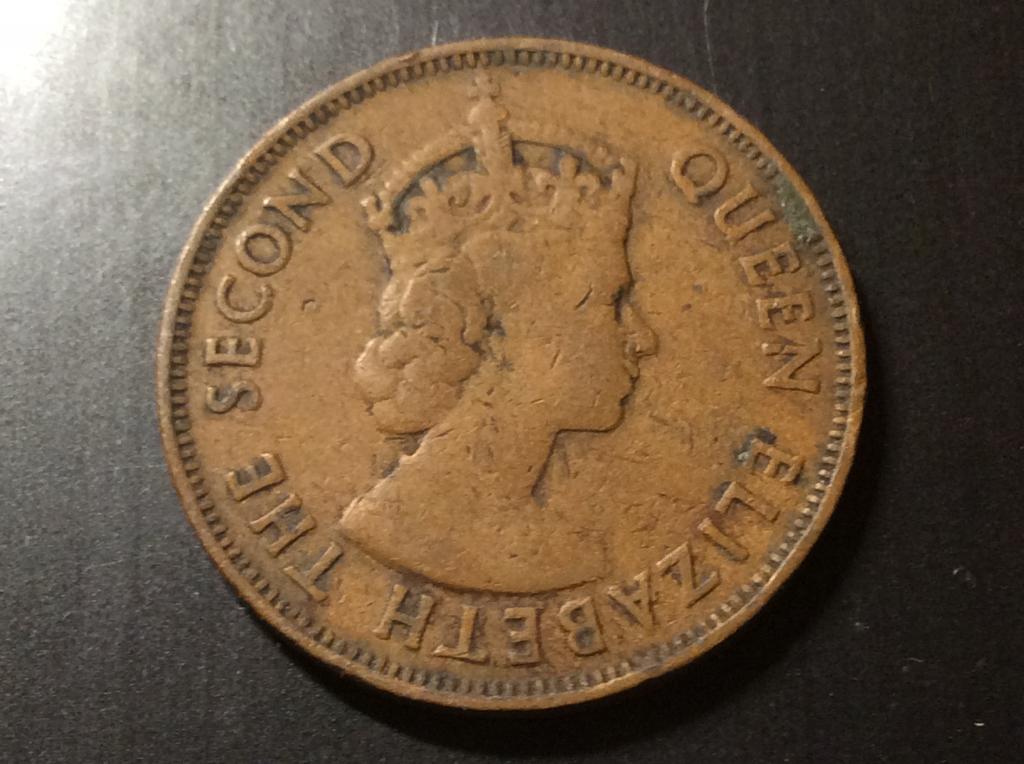 QUEEN ELIZABETH THE SECOND